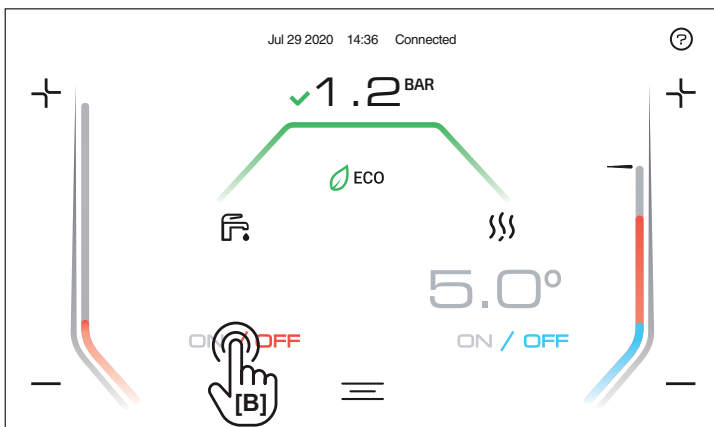 Jul 29 2020 14:36 Connected
?
1.2 BAR
ECO
5.0°
ON / OFF
ON / OFF
[B]